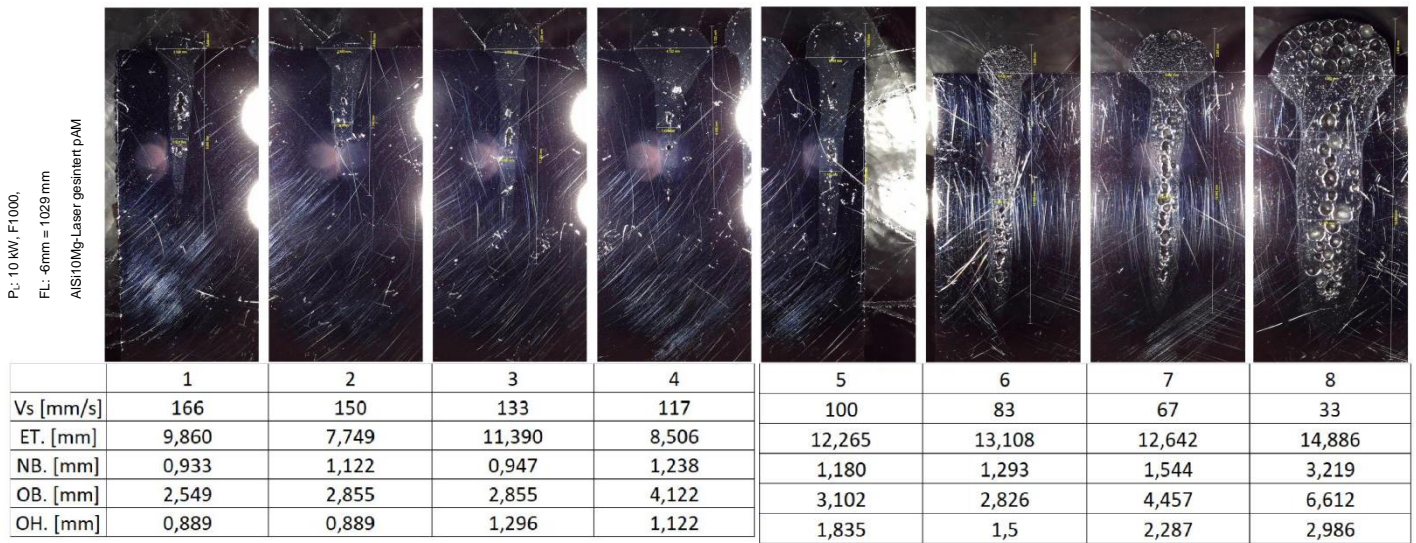 PL: 10 kW, F1000,
FL: -6mm = 1029 mm
AlSi10Mg-Laser gesintert pAM
1 2 3 4 5 6 7 8
Vs [mm/s] 166 150 133 117 100 83 67 33
ET. [mm] 9,860 7,749 11,390 8,506 12,265 13,108 12,642 14,886
NB. [mm] 0,933 1,122 0,947 1,238 1,180 1,293 1,544 3,219
OB. [mm] 2,549 2,855 2,855 4,122 3,102 2,826 4,457 6,612
OH. [mm] 0,889 0,889 1,296 1,122 1,835 1,5 2,287 2,986